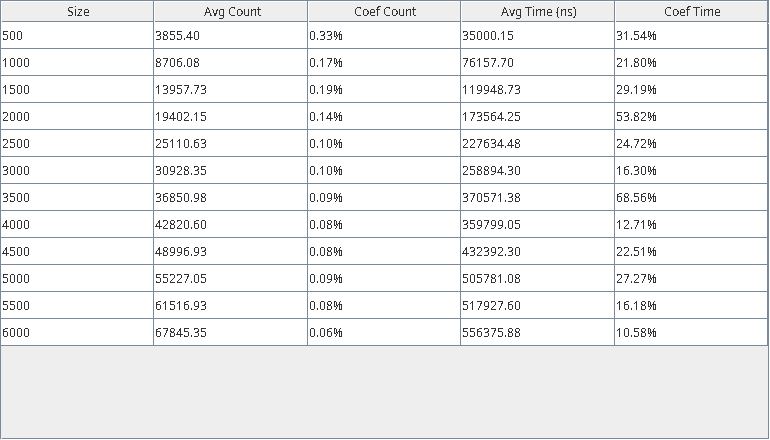 Size Avg Count Coef Count Avg Time (ns) Coef Time
500 3855.40 0.33% 35000.15 31.54%
1000 8706.08 0.17% 76157.70 21.80%
1500 13957.73 0.19% 119948.73 29.19%
2000 19402.15 0.14% 173564.25 53.82%
2500 25110.63 0.10% 227634.48 24.72%
3000 30928.35 0.10% 258894.30 16.30%
3500 36850.98 0.09% 370571.38 68.56%
4000 42820.60 0.08% 359799.05 12.71%
4500 48996.93 0.08% 432392.30 22.51%
5000 55227.05 0.09% 505781.08 27.27%
5500 61516.93 0.08% 517927.60 16.18%
6000 67845.35 0.06% 556375.88 10.58%